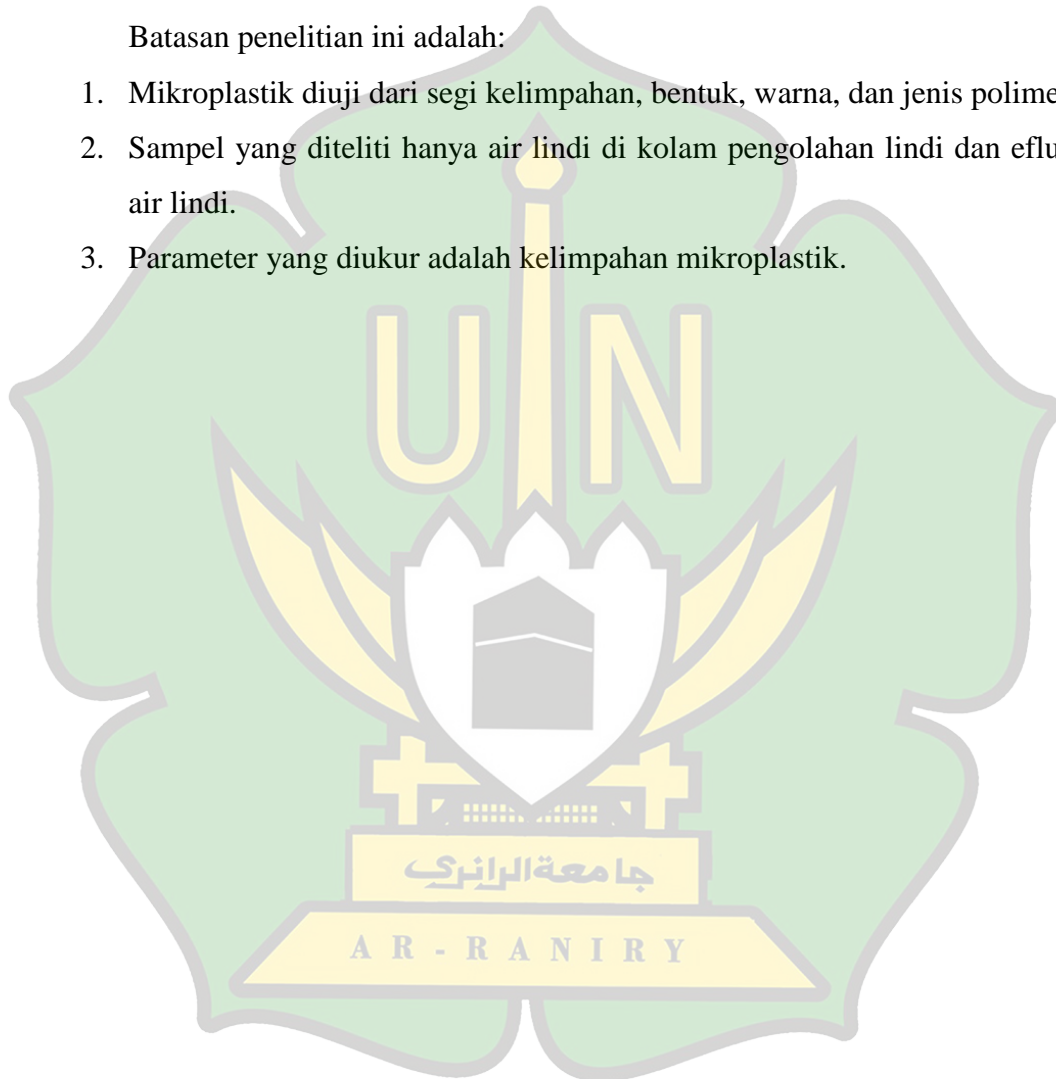 Batasan penelitian ini adalah:
1. Mikroplastik diuji dari segi kelimpahan, bentuk, warna, dan jenis polime
2. Sampel yang diteliti hanya air lindi di kolam pengolahan lindi dan eflu
air lindi.
3. Parameter yang diukur adalah kelimpahan mikroplastik.
UIN
جامعةالرانري
AR-RANIRY